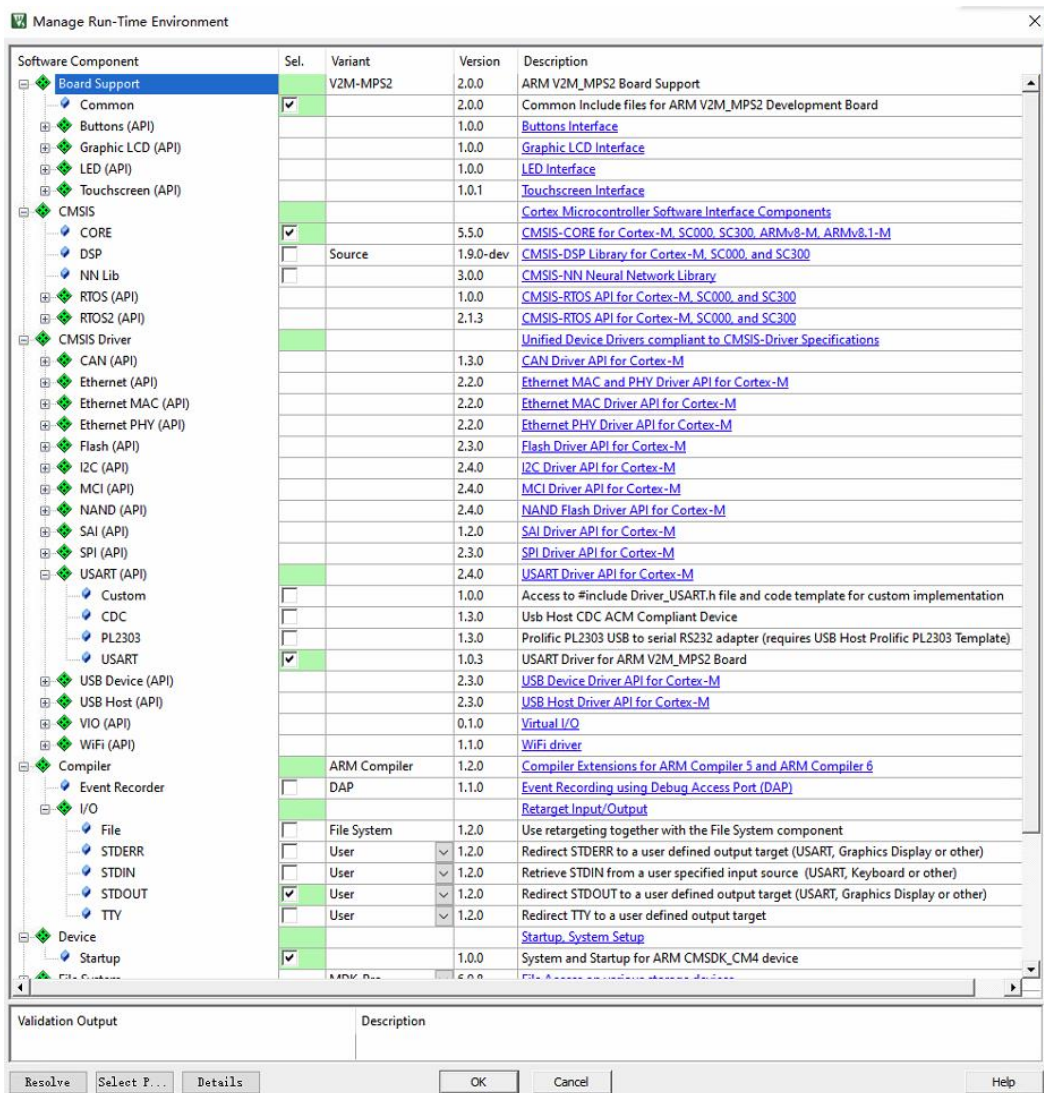 Manage Run-Time Environment
Software Component Sel. Variant Version Description
Board Support V2M-MPS2 2.0.0 ARM V2M_MPS2 Board Support
Common 2.0.0 Common Include files for ARM V2M_MPS2 Development Board
Buttons (API) 1.0.0 Buttons Interface
Graphic LCD (API) 1.0.0 Graphic LCD Interface
LED (API) 1.0.0 LED Interface
Touchscreen (API) 1.0.1 Touchscreen Interface
CMSIS Cortex Microcontroller Software Interface Components
CORE 5.5.0 CMSIS-CORE for Cortex-M, SC000, SC300, ARMv8-M, ARMv8.1-M
DSP Source 1.9.0-dev CMSIS-DSP Library for Cortex-M, SC000, and SC300
NN Lib 3.0.0 CMSIS-NN Neural Network Library
RTOS (API) 1.0.0 CMSIS-RTOS API for Cortex-M, SC000, and SC300
RTOS2 (API) 2.1.3 CMSIS-RTOS API for Cortex-M, SC000, and SC300
CMSIS Driver Unified Device Drivers compliant to CMSIS-Driver Specifications
CAN (API) 1.3.0 CAN Driver API for Cortex-M
Ethernet (API) 2.2.0 Ethernet MAC and PHY Driver API for Cortex-M
Ethernet MAC (API) 2.2.0 Ethernet MAC Driver API for Cortex-M
Ethernet PHY (API) 2.2.0 Ethernet PHY Driver API for Cortex-M
Flash (API) 2.3.0 Flash Driver API for Cortex-M
I2C (API) 2.4.0 I2C Driver API for Cortex-M
MCI (API) 2.4.0 MCI Driver API for Cortex-M
NAND (API) 2.4.0 NAND Flash Driver API for Cortex-M
SAI (API) 1.2.0 SAI Driver API for Cortex-M
SPI (API) 2.3.0 SPI Driver API for Cortex-M
USART (API) 2.4.0 USART Driver API for Cortex-M
Custom 1.0.0 Access to #include Driver_USART.h file and code template for custom implementation
CDC 1.3.0 Usb Host CDC ACM Compliant Device
PL2303 1.3.0 Prolific PL2303 USB to serial RS232 adapter (requires USB Host Prolific PL2303 Template)
USART 1.0.3 USART Driver for ARM V2M_MPS2 Board
USB Device (API) 2.3.0 USB Device Driver API for Cortex-M
USB Host (API) 2.3.0 USB Host Driver API for Cortex-M
VIO (API) 0.1.0 Virtual I/O
WiFi (API) 1.1.0 WiFi driver
Compiler ARM Compiler 1.2.0 Compiler Extensions for ARM Compiler 5 and ARM Compiler 6
Event Recorder DAP 1.1.0 Event Recording using Debug Access Port (DAP)
I/O Retarget Input/Output
File File System 1.2.0 Use retargeting together with the File System component
STDERR User 1.2.0 Redirect STDERR to a user defined output target (USART, Graphics Display or other)
STDIN User 1.2.0 Retrieve STDIN from a user specified input source (USART, Keyboard or other)
STDOUT User 1.2.0 Redirect STDOUT to a user defined output target (USART, Graphics Display or other)
TTY User 1.2.0 Redirect TTY to a user defined output target
Device Startup, System Setup
Startup 1.0.0 System and Startup for ARM CMSDK_CM4 device
File System MDK-Pro 6.9.8 File Access on various storage devices
Validation Output Description
Resolve Select P... Details OK Cancel Help